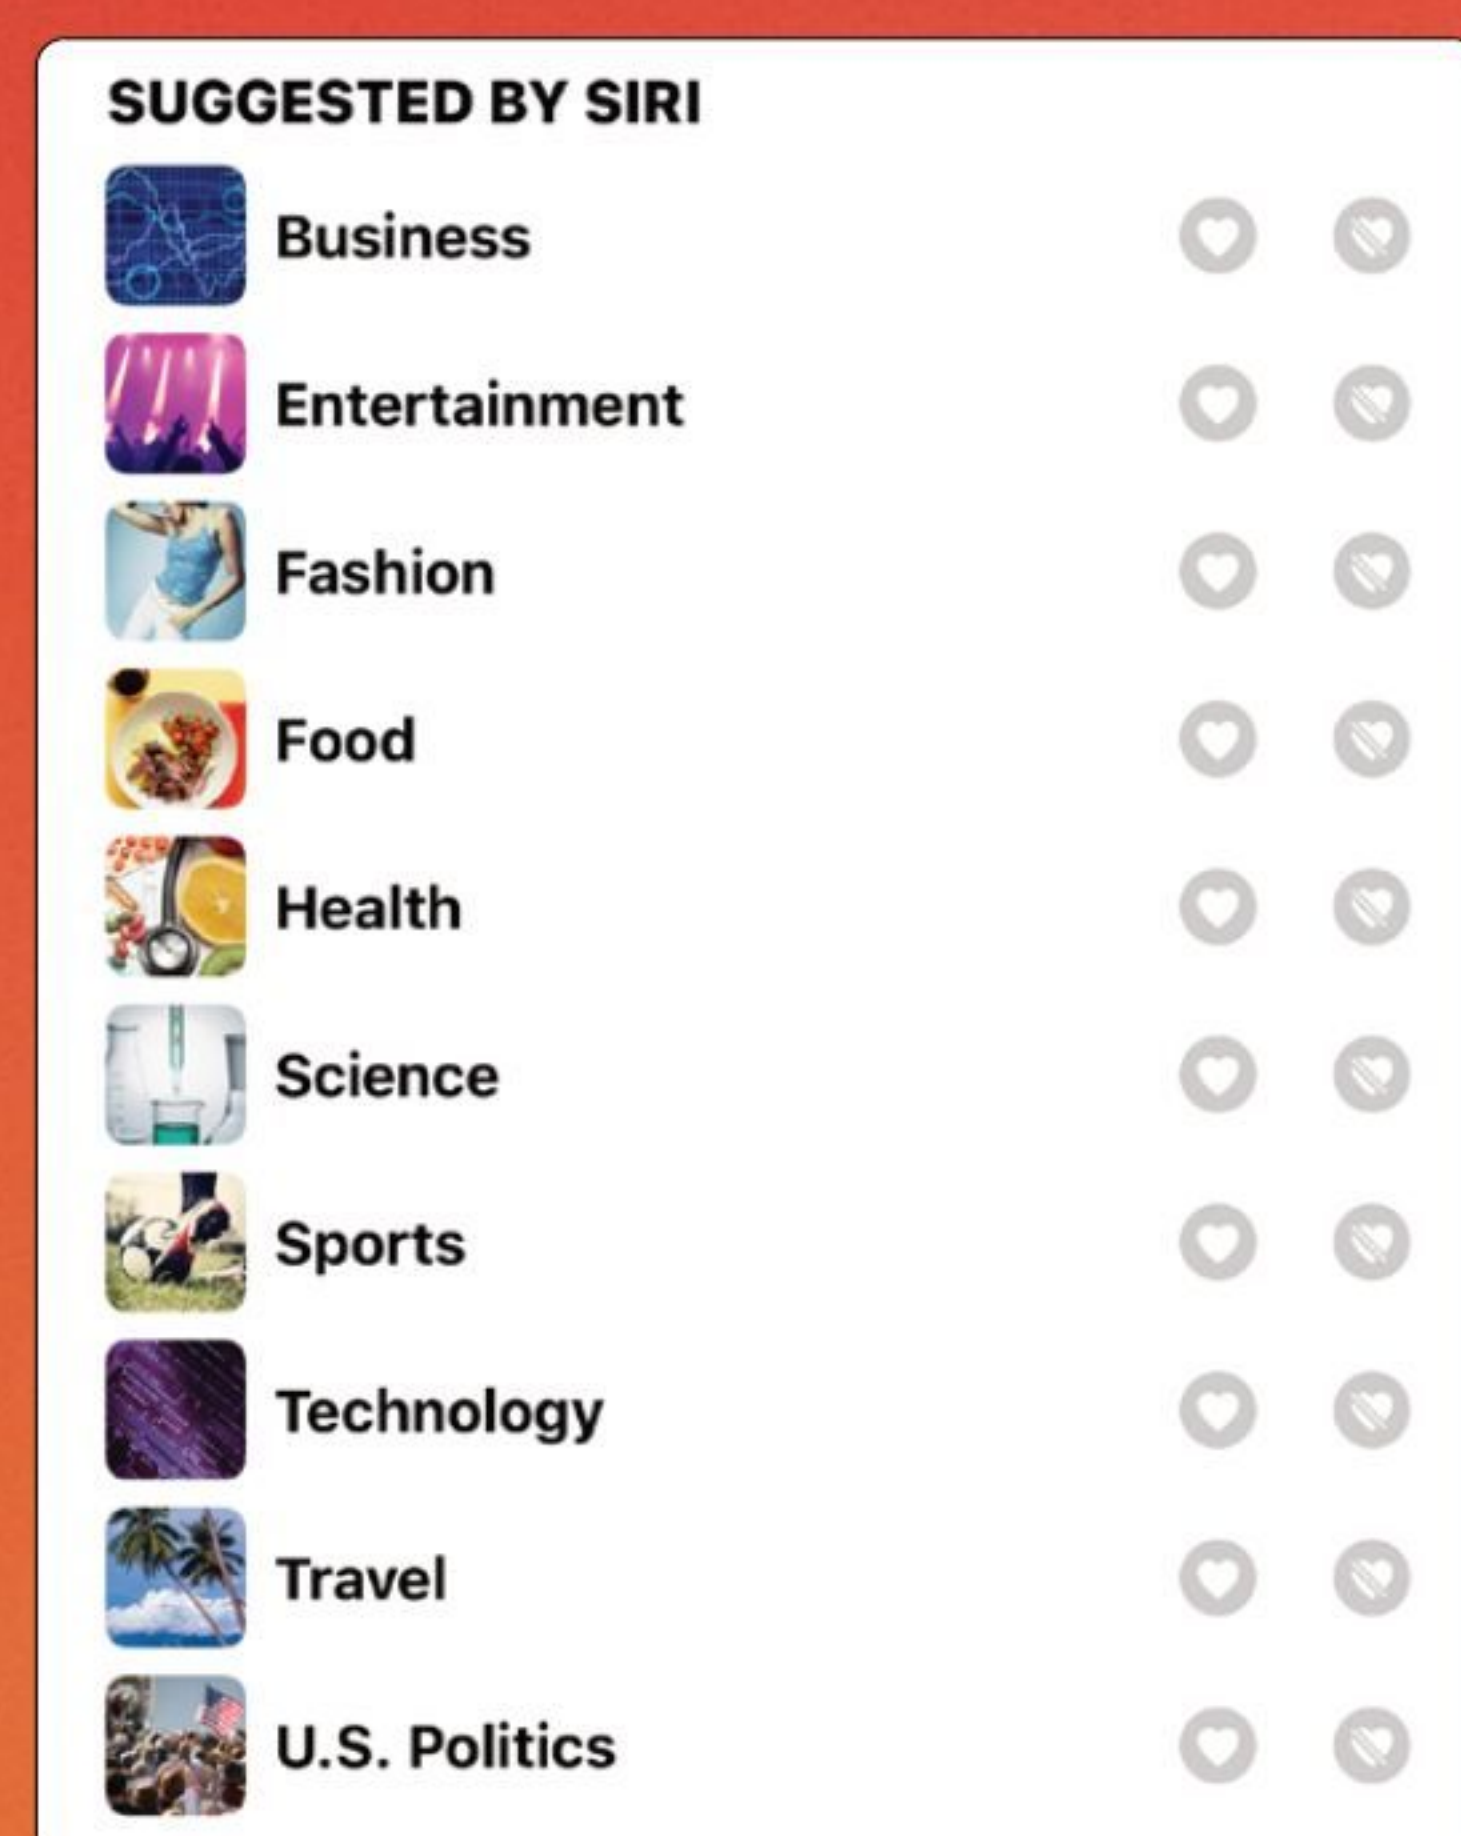 SUGGESTED BY SIRI
Business
Entertainment
Fashion
Food
Health
Science
Sports
Technology
Travel
U.S. Politics